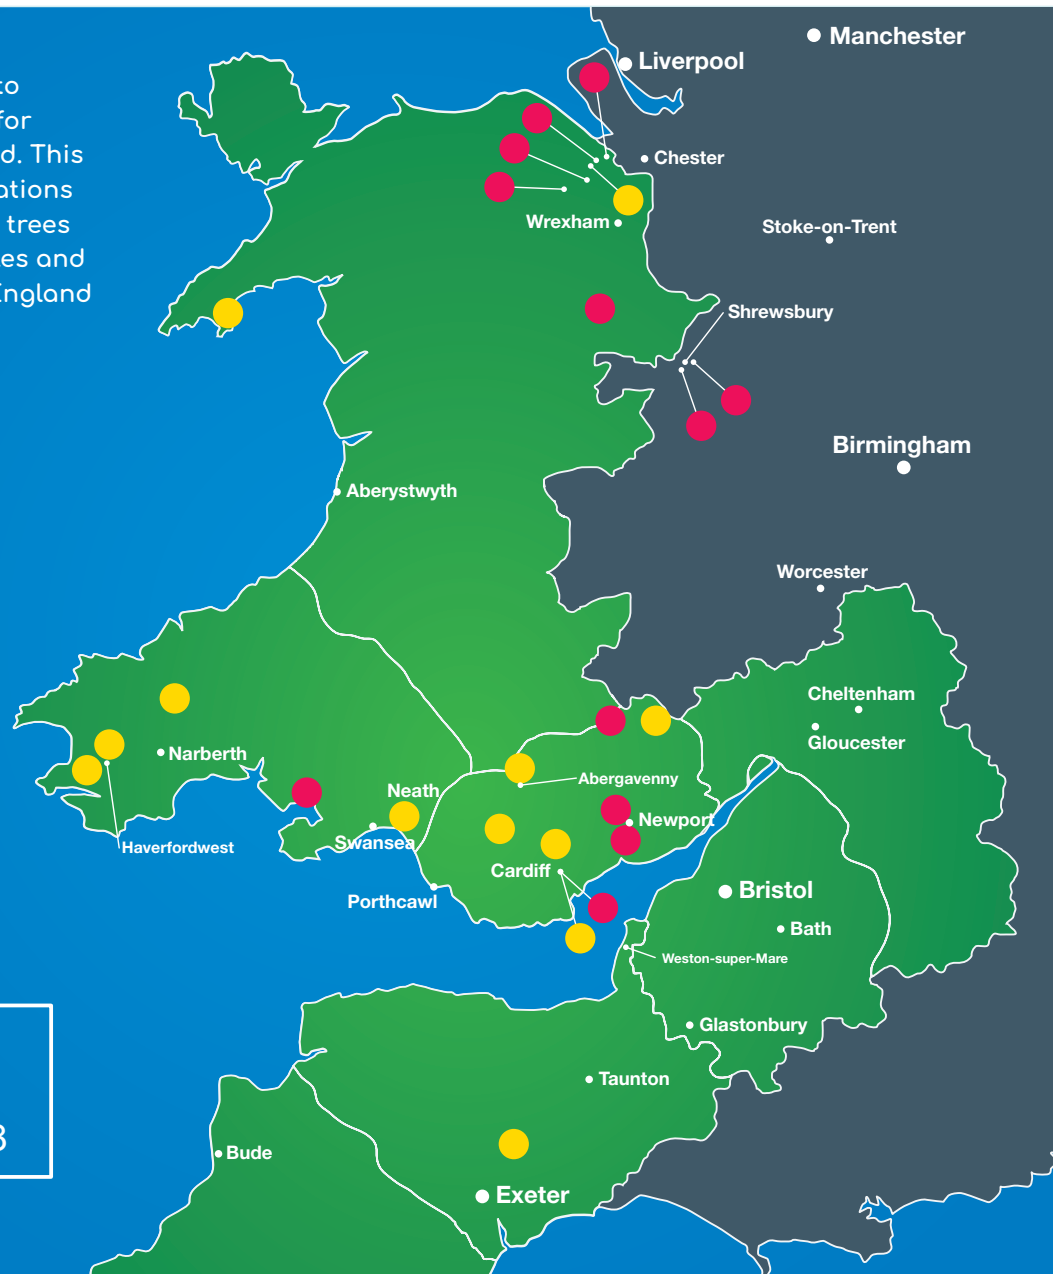 to
for
d. This
ations
trees
es and
England
Manchester
Liverpool
Chester
Wrexham
Stoke-on-Trent
Shrewsbury
Birmingham
Aberystwyth
Worcester
Cheltenham
Gloucester
Narberth
Neath
Abergavenny
Newport
Haverfordwest
Swansea
Cardiff
Porthcawl
Bristol
Bath
Weston-super-Mare
Glastonbury
Taunton
Bude
Exeter